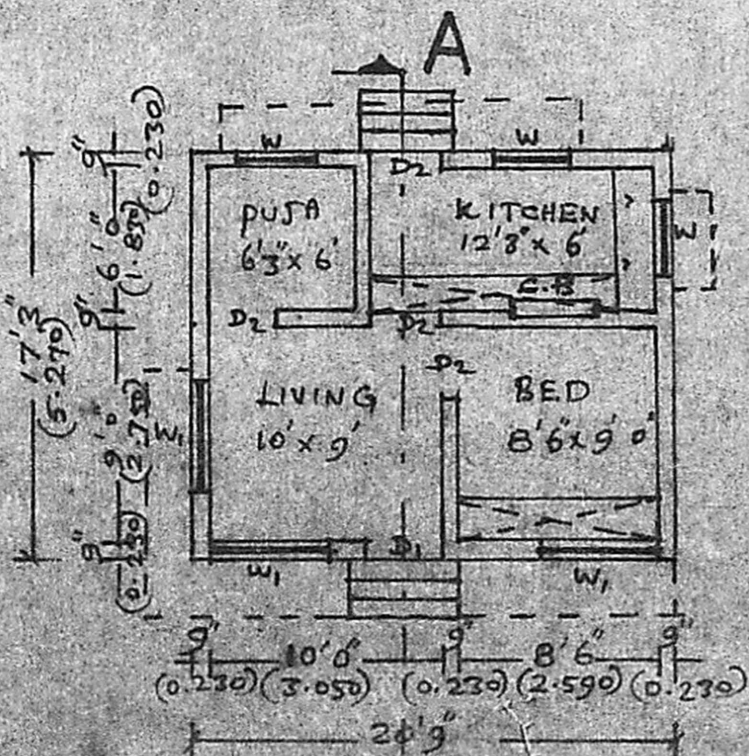 A
W
W
D2
PUJA
6'3" x 6'
KITCHEN
12'3" x 6'
W
C.B
D2
D2
D2
LIVING
10' x 9'
BED
8'6" x 9'0"
D1
W1
W1
W1
9"
(0.230)
6'0"
(1.830)
9"
9'0"
(2.750)
9"
(0.230)
17'3"
(5.270)
9" 10'0" 9" 8'6" 9"
(0.230) (3.050) (0.230) (2.590) (0.230)
20'9"